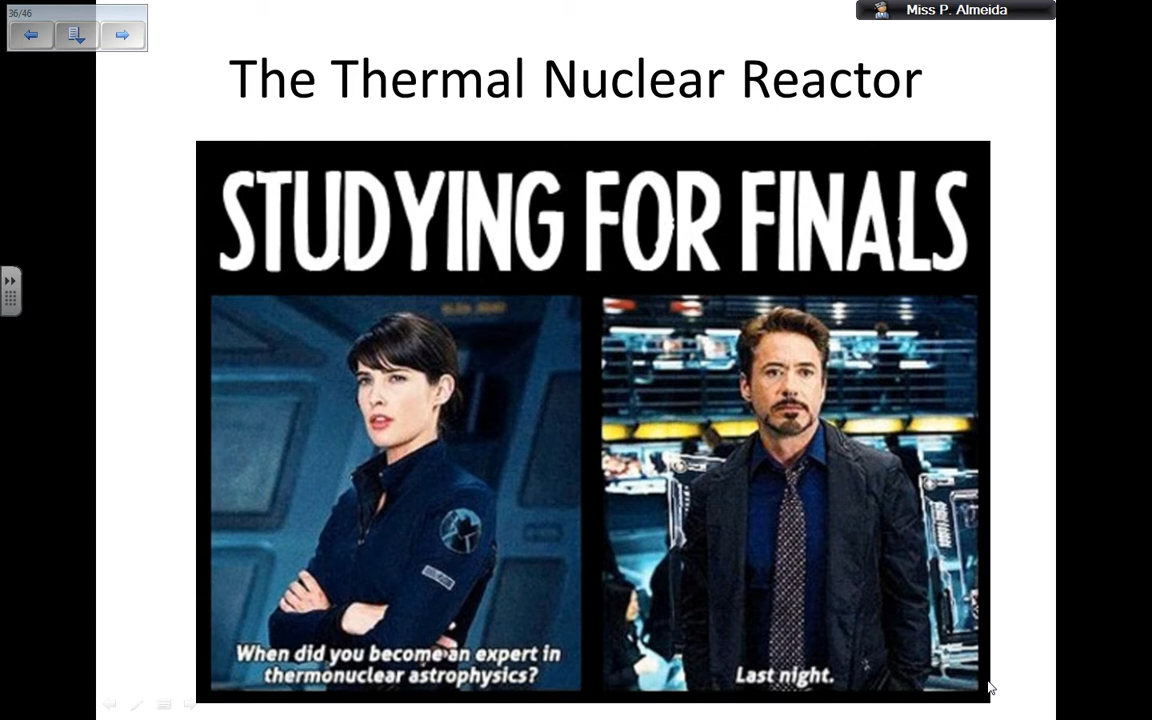 36/46
Miss P. Almeida
The Thermal Nuclear Reactor
STUDYING FOR FINALS
When did you become an expert in
thermonuclear astrophysics?
Last night.